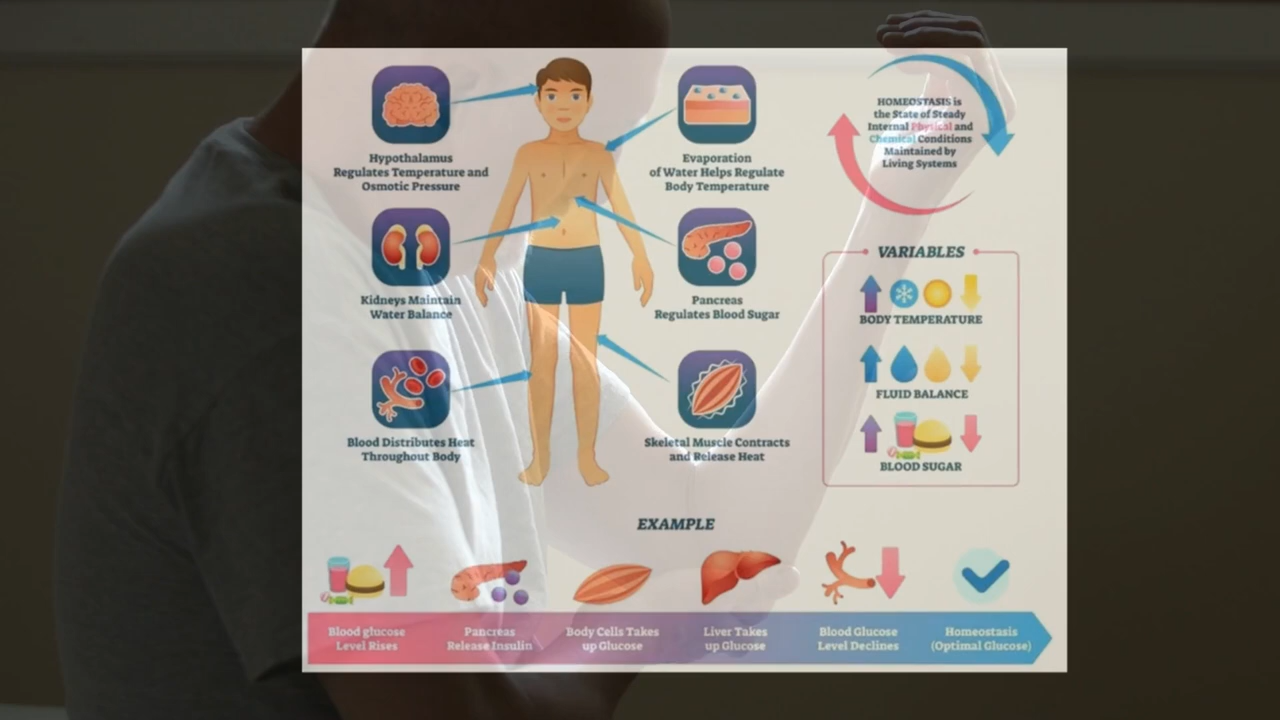 Hypothalamus
Regulates Temperature and
Osmotic Pressure
Evaporation
of Water Helps Regulate
Body Temperature
HOMEOSTASIS is
the State of Steady
Internal Physical and
Chemical Conditions
Maintained by
Living Systems
Kidneys Maintain
Water Balance
Pancreas
Regulates Blood Sugar
Blood Distributes Heat
Throughout Body
Skeletal Muscle Contracts
and Release Heat
VARIABLES
BODY TEMPERATURE
FLUID BALANCE
BLOOD SUGAR
EXAMPLE
Blood glucose
Level Rises
Pancreas
Release Insulin
Body Cells Takes
up Glucose
Liver Takes
up Glucose
Blood Glucose
Level Declines
Homeostasis
(Optimal Glucose)